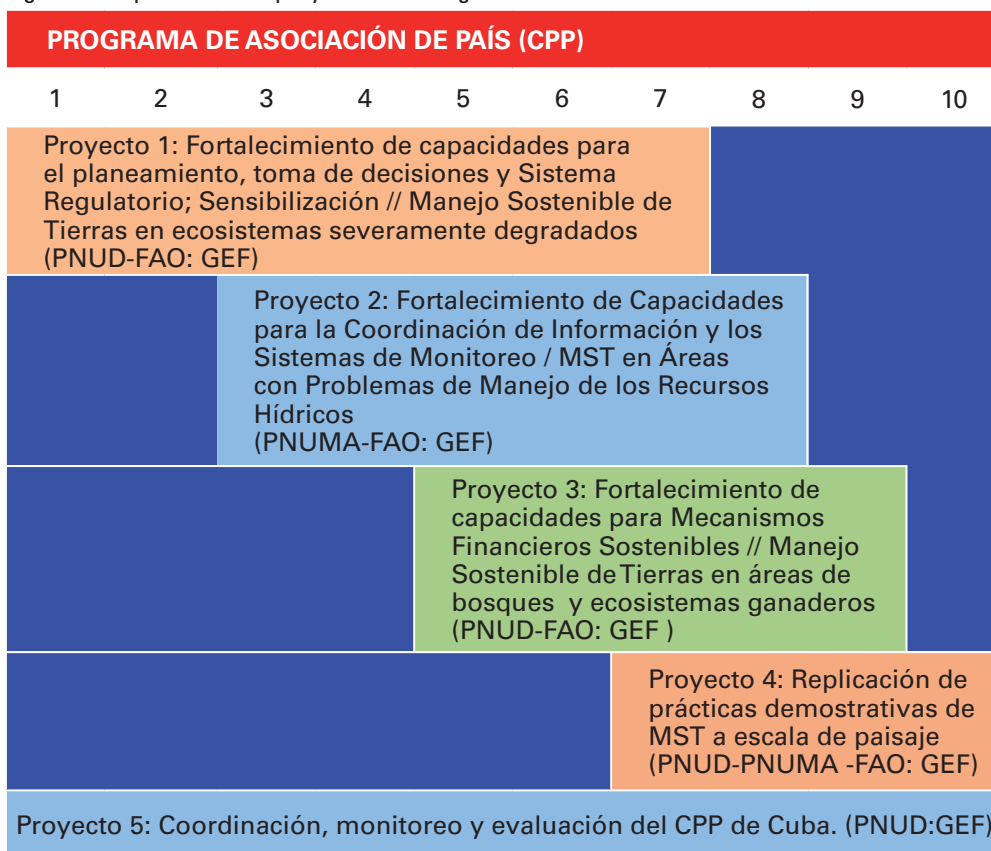 PROGRAMA DE ASOCIACIÓN DE PAÍS (CPP)
1 2 3 4 5 6 7 8 9 10
Proyecto 1: Fortalecimiento de capacidades para
el planeamiento, toma de decisiones y Sistema
Regulatorio; Sensibilización // Manejo Sostenible de
Tierras en ecosistemas severamente degradados
(PNUD-FAO: GEF)
Proyecto 2: Fortalecimiento de Capacidades
para la Coordinación de Información y los
Sistemas de Monitoreo / MST en Áreas
con Problemas de Manejo de los Recursos
Hídricos
(PNUMA-FAO: GEF)
Proyecto 3: Fortalecimiento de
capacidades para Mecanismos
Financieros Sostenibles // Manejo
Sostenible de Tierras en áreas de
bosques y ecosistemas ganaderos
(PNUD-FAO: GEF )
Proyecto 4: Replicación de
prácticas demostrativas de
MST a escala de paisaje
(PNUD-PNUMA -FAO: GEF)
Proyecto 5: Coordinación, monitoreo y evaluación del CPP de Cuba. (PNUD:GEF)